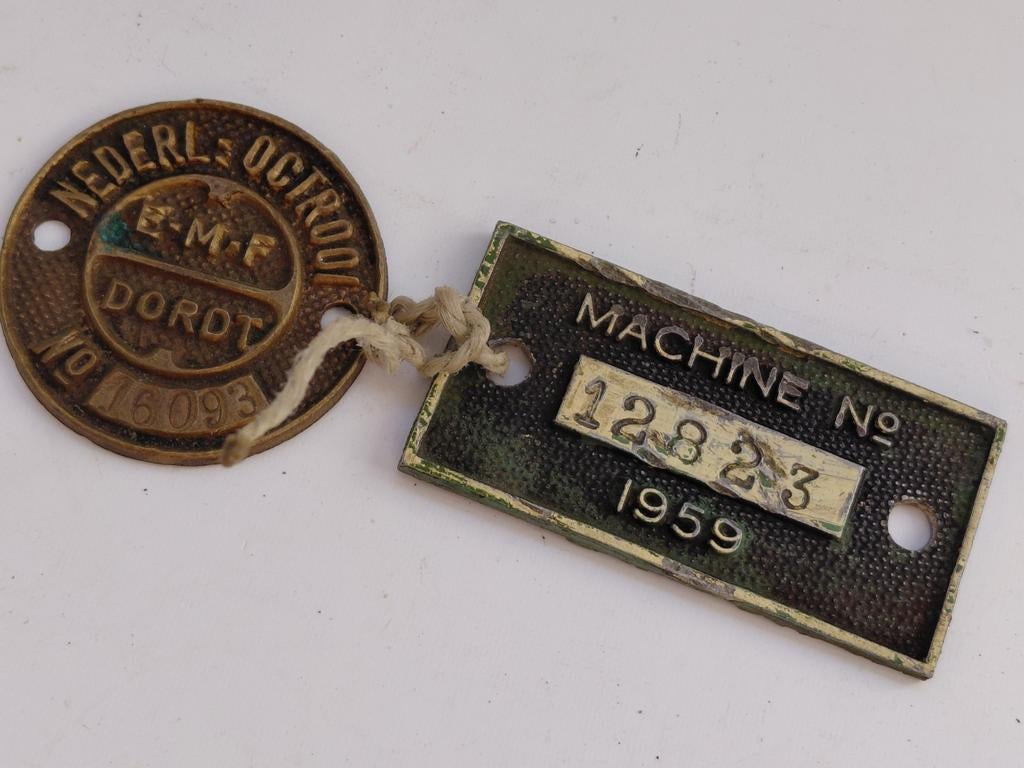 NEDERL: OCTROOI
E·M·F
DORDT
Nº
16093
MACHINE Nº
12823
1959